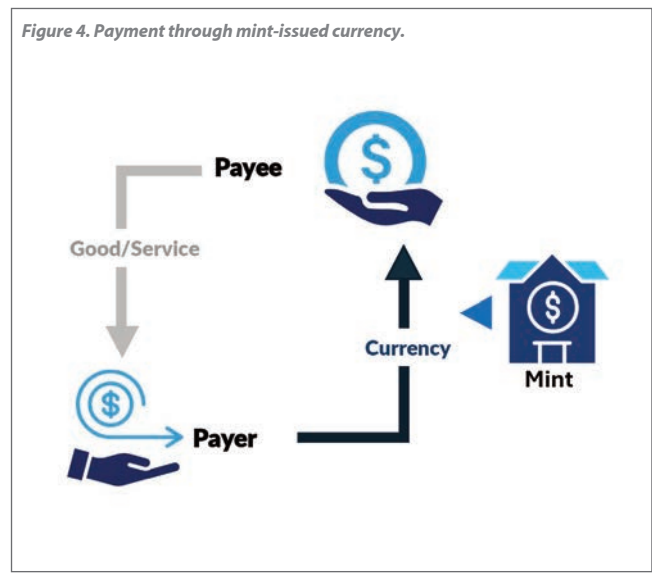 Figure 4. Payment through mint-issued currency.
Payee
$
Good/Service
$
Currency
Mint
$
Payer